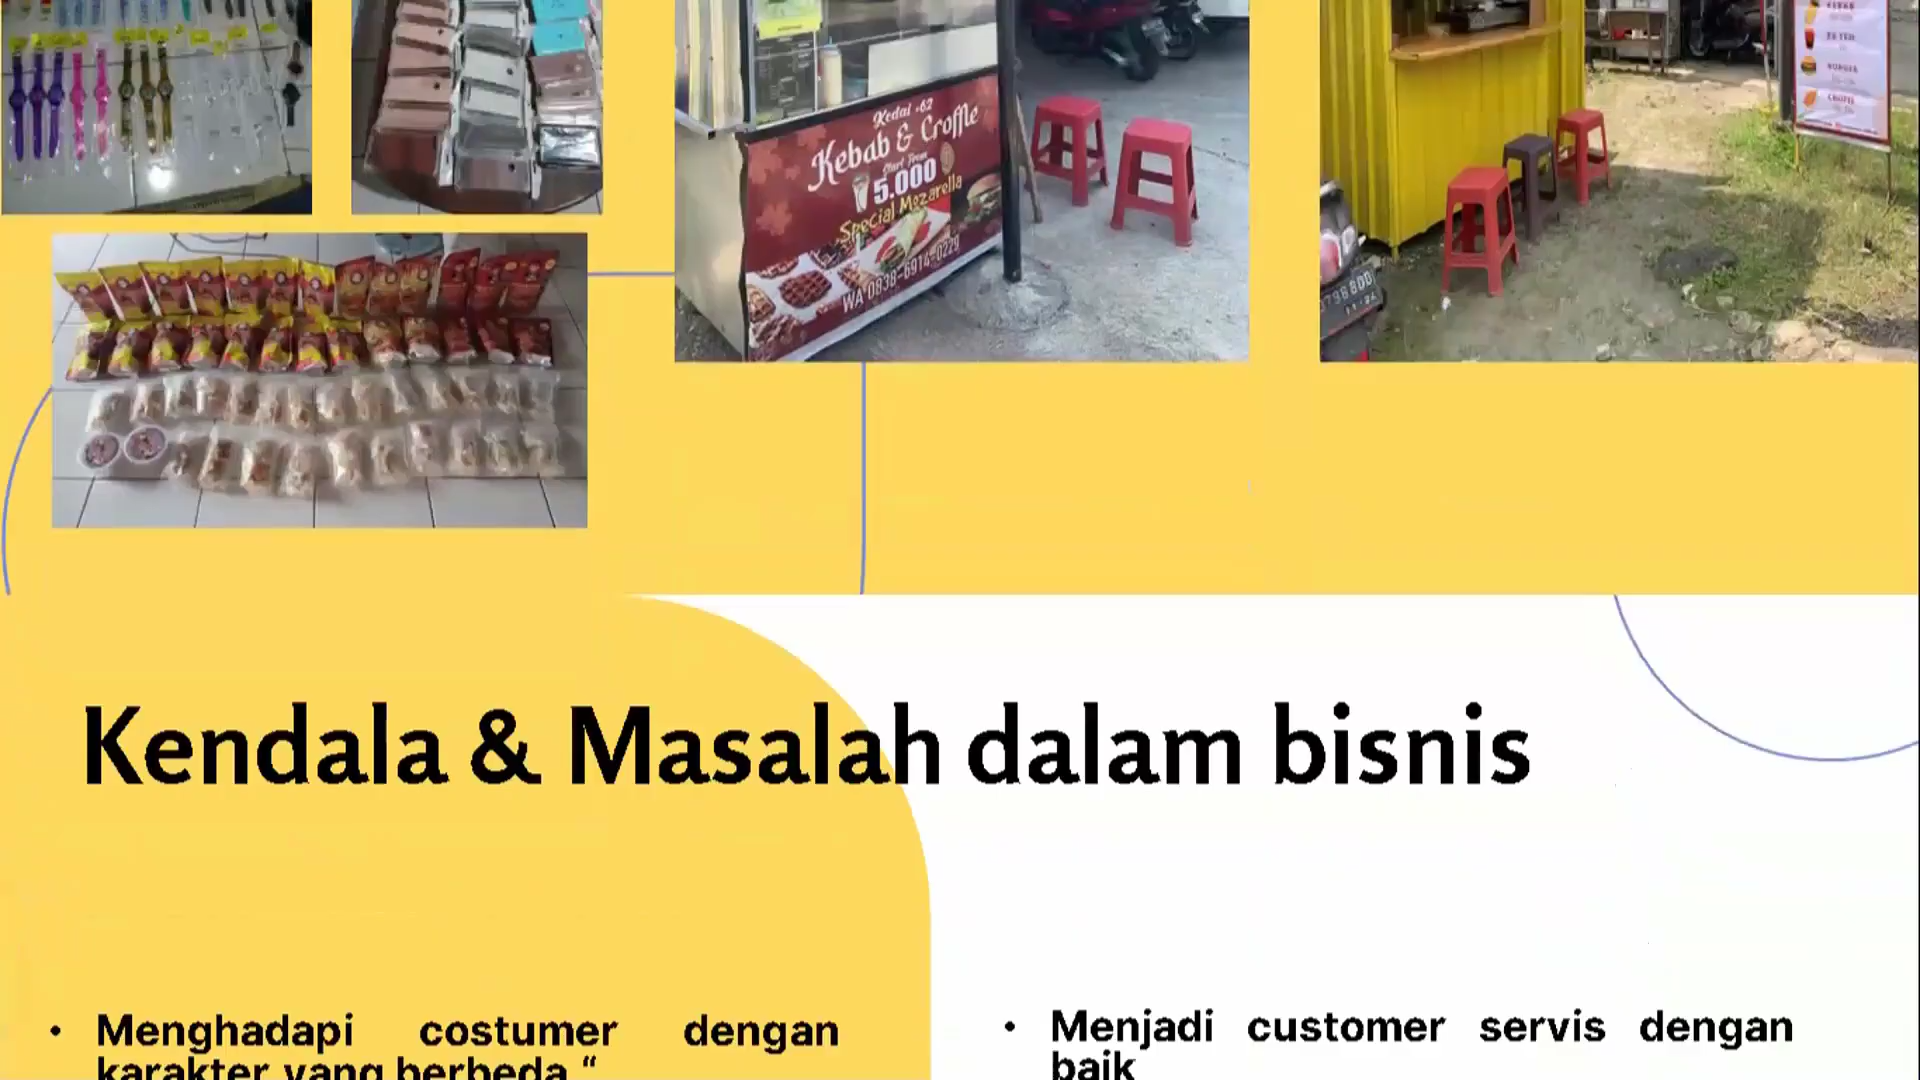 Kedai -62
Kebab & Croffle
Start From
5.000
Special Mozarella
WA 0838-6914-0229
BURGER
Kendala & Masalah dalam bisnis
• Menghadapi costumer dengan
karakter yang berbeda “
• Menjadi customer servis dengan
baik